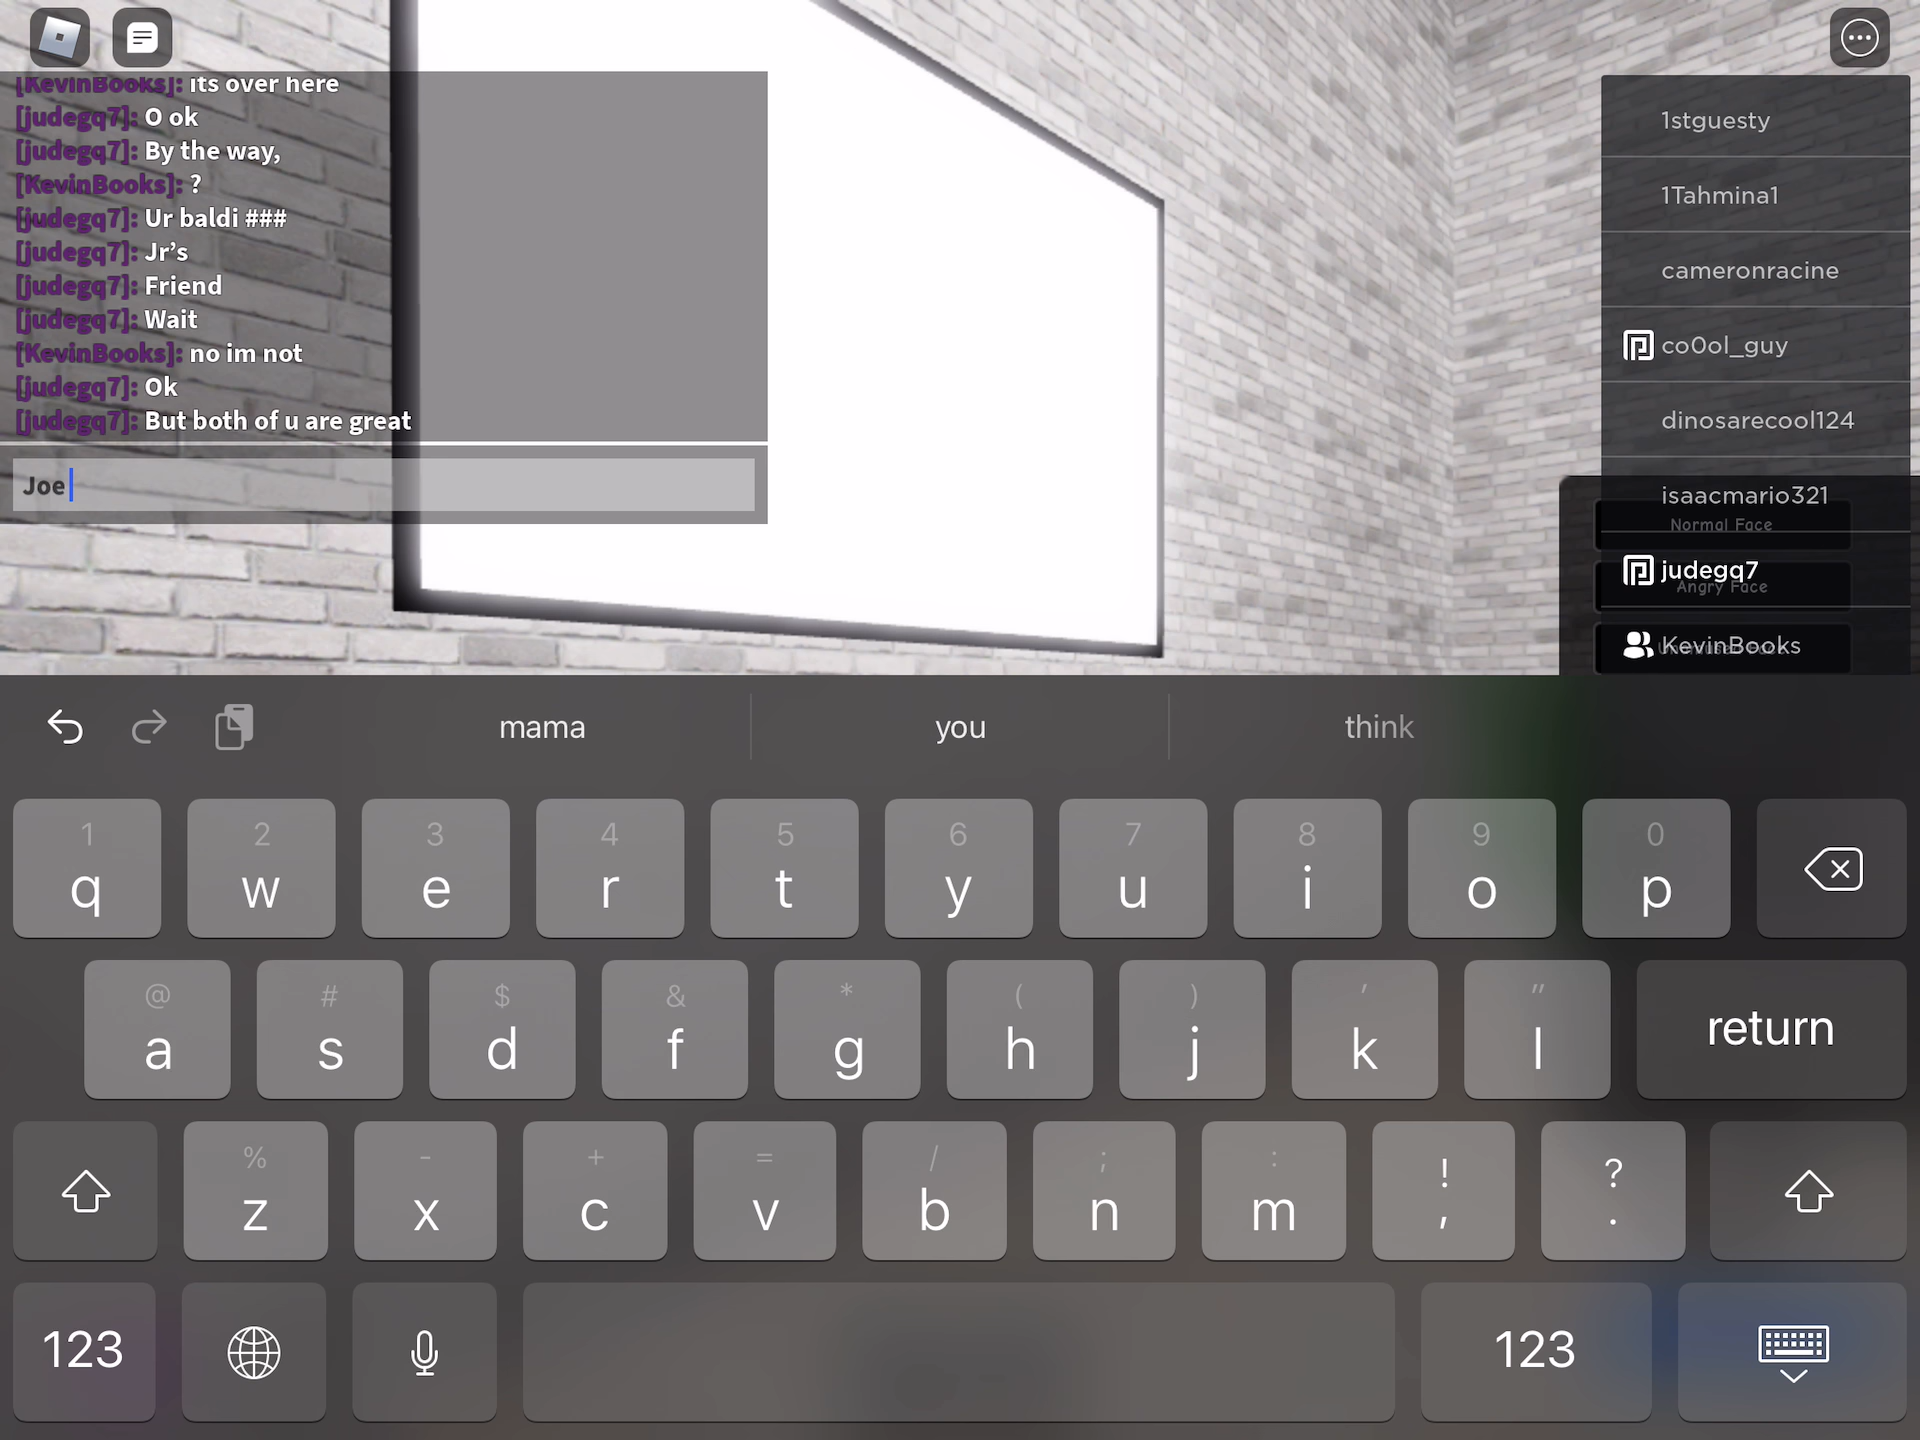 [KevinBooks]: its over here
[judegq7]: O ok
[judegq7]: By the way,
[KevinBooks]: ?
[judegq7]: Ur baldi ###
[judegq7]: Jr’s
[judegq7]: Friend
[judegq7]: Wait
[KevinBooks]: no im not
[judegq7]: Ok
[judegq7]: But both of u are great
Joe
1stguesty
1Tahmina1
cameronracine
co0ol_guy
dinosarecool124
isaacmario321
Normal Face
judegq7
Angry Face
KevinBooks
mama you think
1 2 3 4 5 6 7 8 9 0
q w e r t y u i o p
@ # $ & * ( ) ' "
a s d f g h j k l return
% - + = / ; : ! ?
z x c v b n m , .
123 123